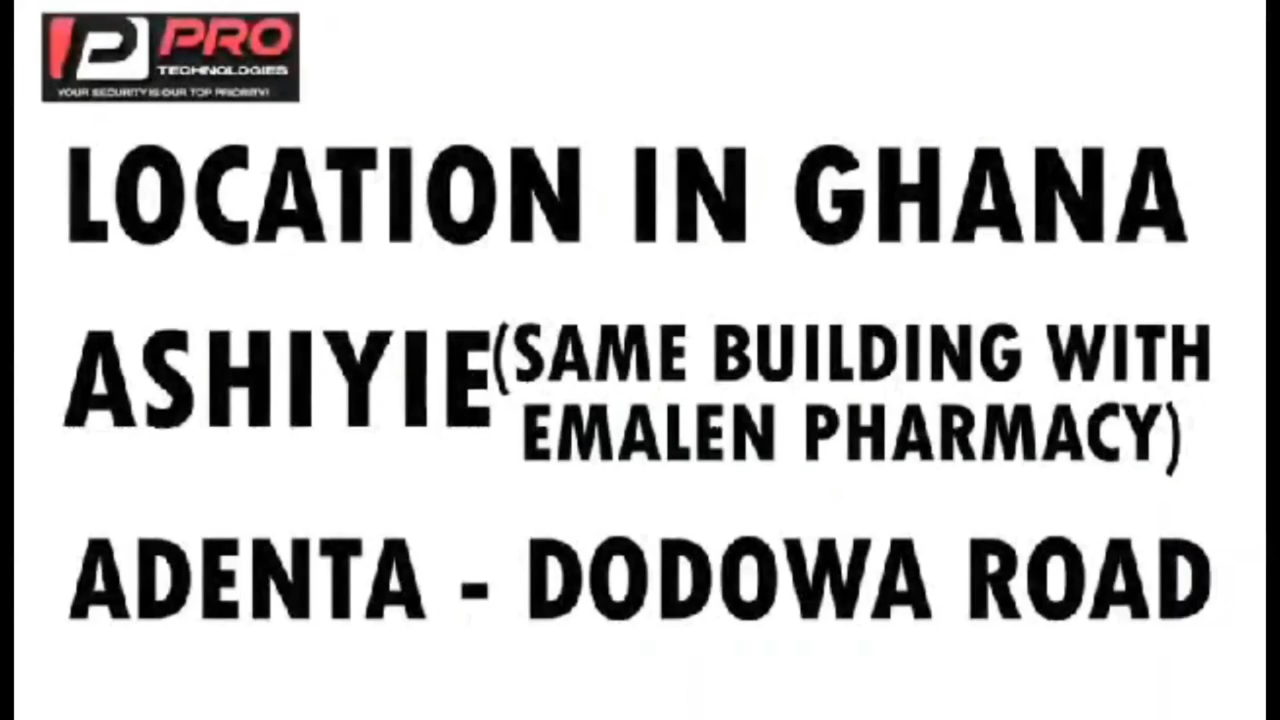 PRO
TECHNOLOGIES
YOUR SECURITY IS OUR TOP PRIORITY!
LOCATION IN GHANA
ASHIYIE (SAME BUILDING WITH
EMALEN PHARMACY)
ADENTA - DODOWA ROAD